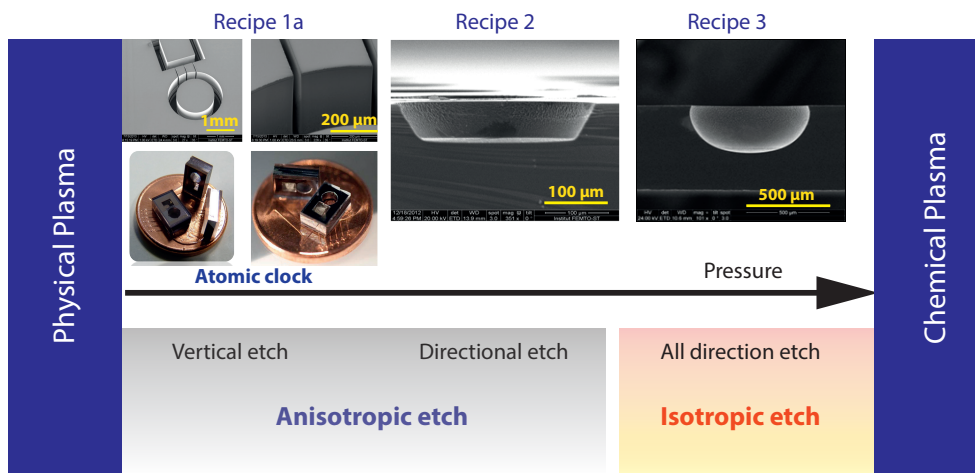 Recipe 1a
Recipe 2
Recipe 3
Physical Plasma
1mm
200 µm
100 µm
500 µm
Atomic clock
Pressure
Chemical Plasma
Vertical etch
Directional etch
All direction etch
Anisotropic etch
Isotropic etch